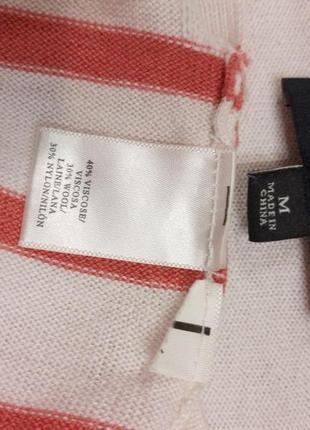 40% VISCOSE/
VISCOSA
30% WOOL/
LAINE/LANA
30% NYLON/NILON
M
MADE IN
CHINA